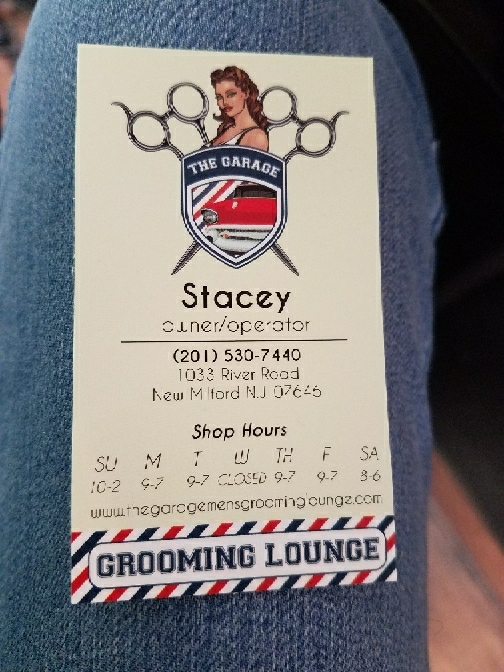 THE GARAGE
Stacey
owner/operator
(201) 530-7440
1033 River Road
New Milford NJ 07646
Shop Hours
SU M T W TH F SA
10-2 9-7 9-7 CLOSED 9-7 9-7 8-6
www.thegaragemensgroominglounge.com
GROOMING LOUNGE